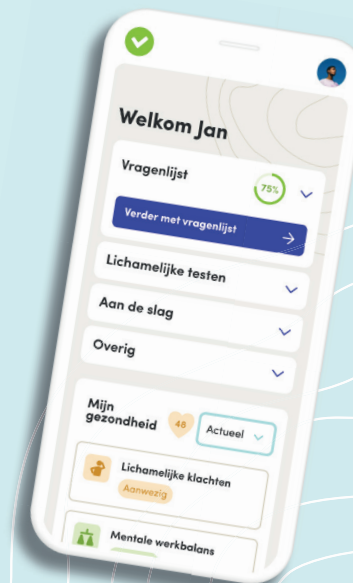 Welkom Jan
Vragenlijst
75%
Verder met vragenlijst
Lichamelijke testen
Aan de slag
Overig
Mijn
gezondheid
48
Actueel
Lichamelijke klachten
Aanwezig
Mentale werkbalans